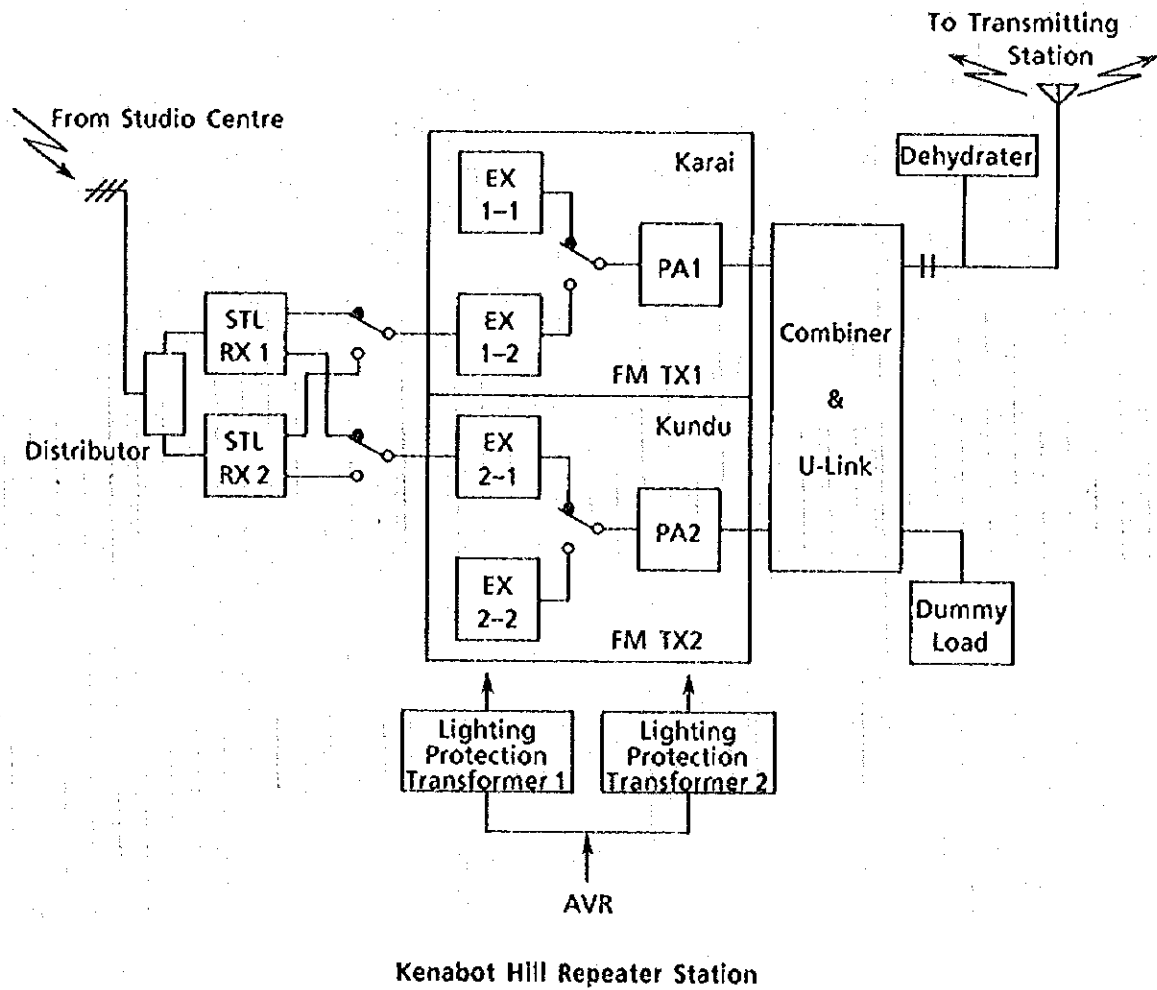 To Transmitting
Station
From Studio Centre
Dehydrater
Karai
EX
1-1
PA1
STL
RX 1
EX
1-2
Combiner
&
U-Link
FM TX1
Kundu
Distributor
STL
RX 2
EX
2-1
PA2
EX
2-2
Dummy
Load
FM TX2
Lighting
Protection
Transformer 1
Lighting
Protection
Transformer 2
AVR
Kenabot Hill Repeater Station